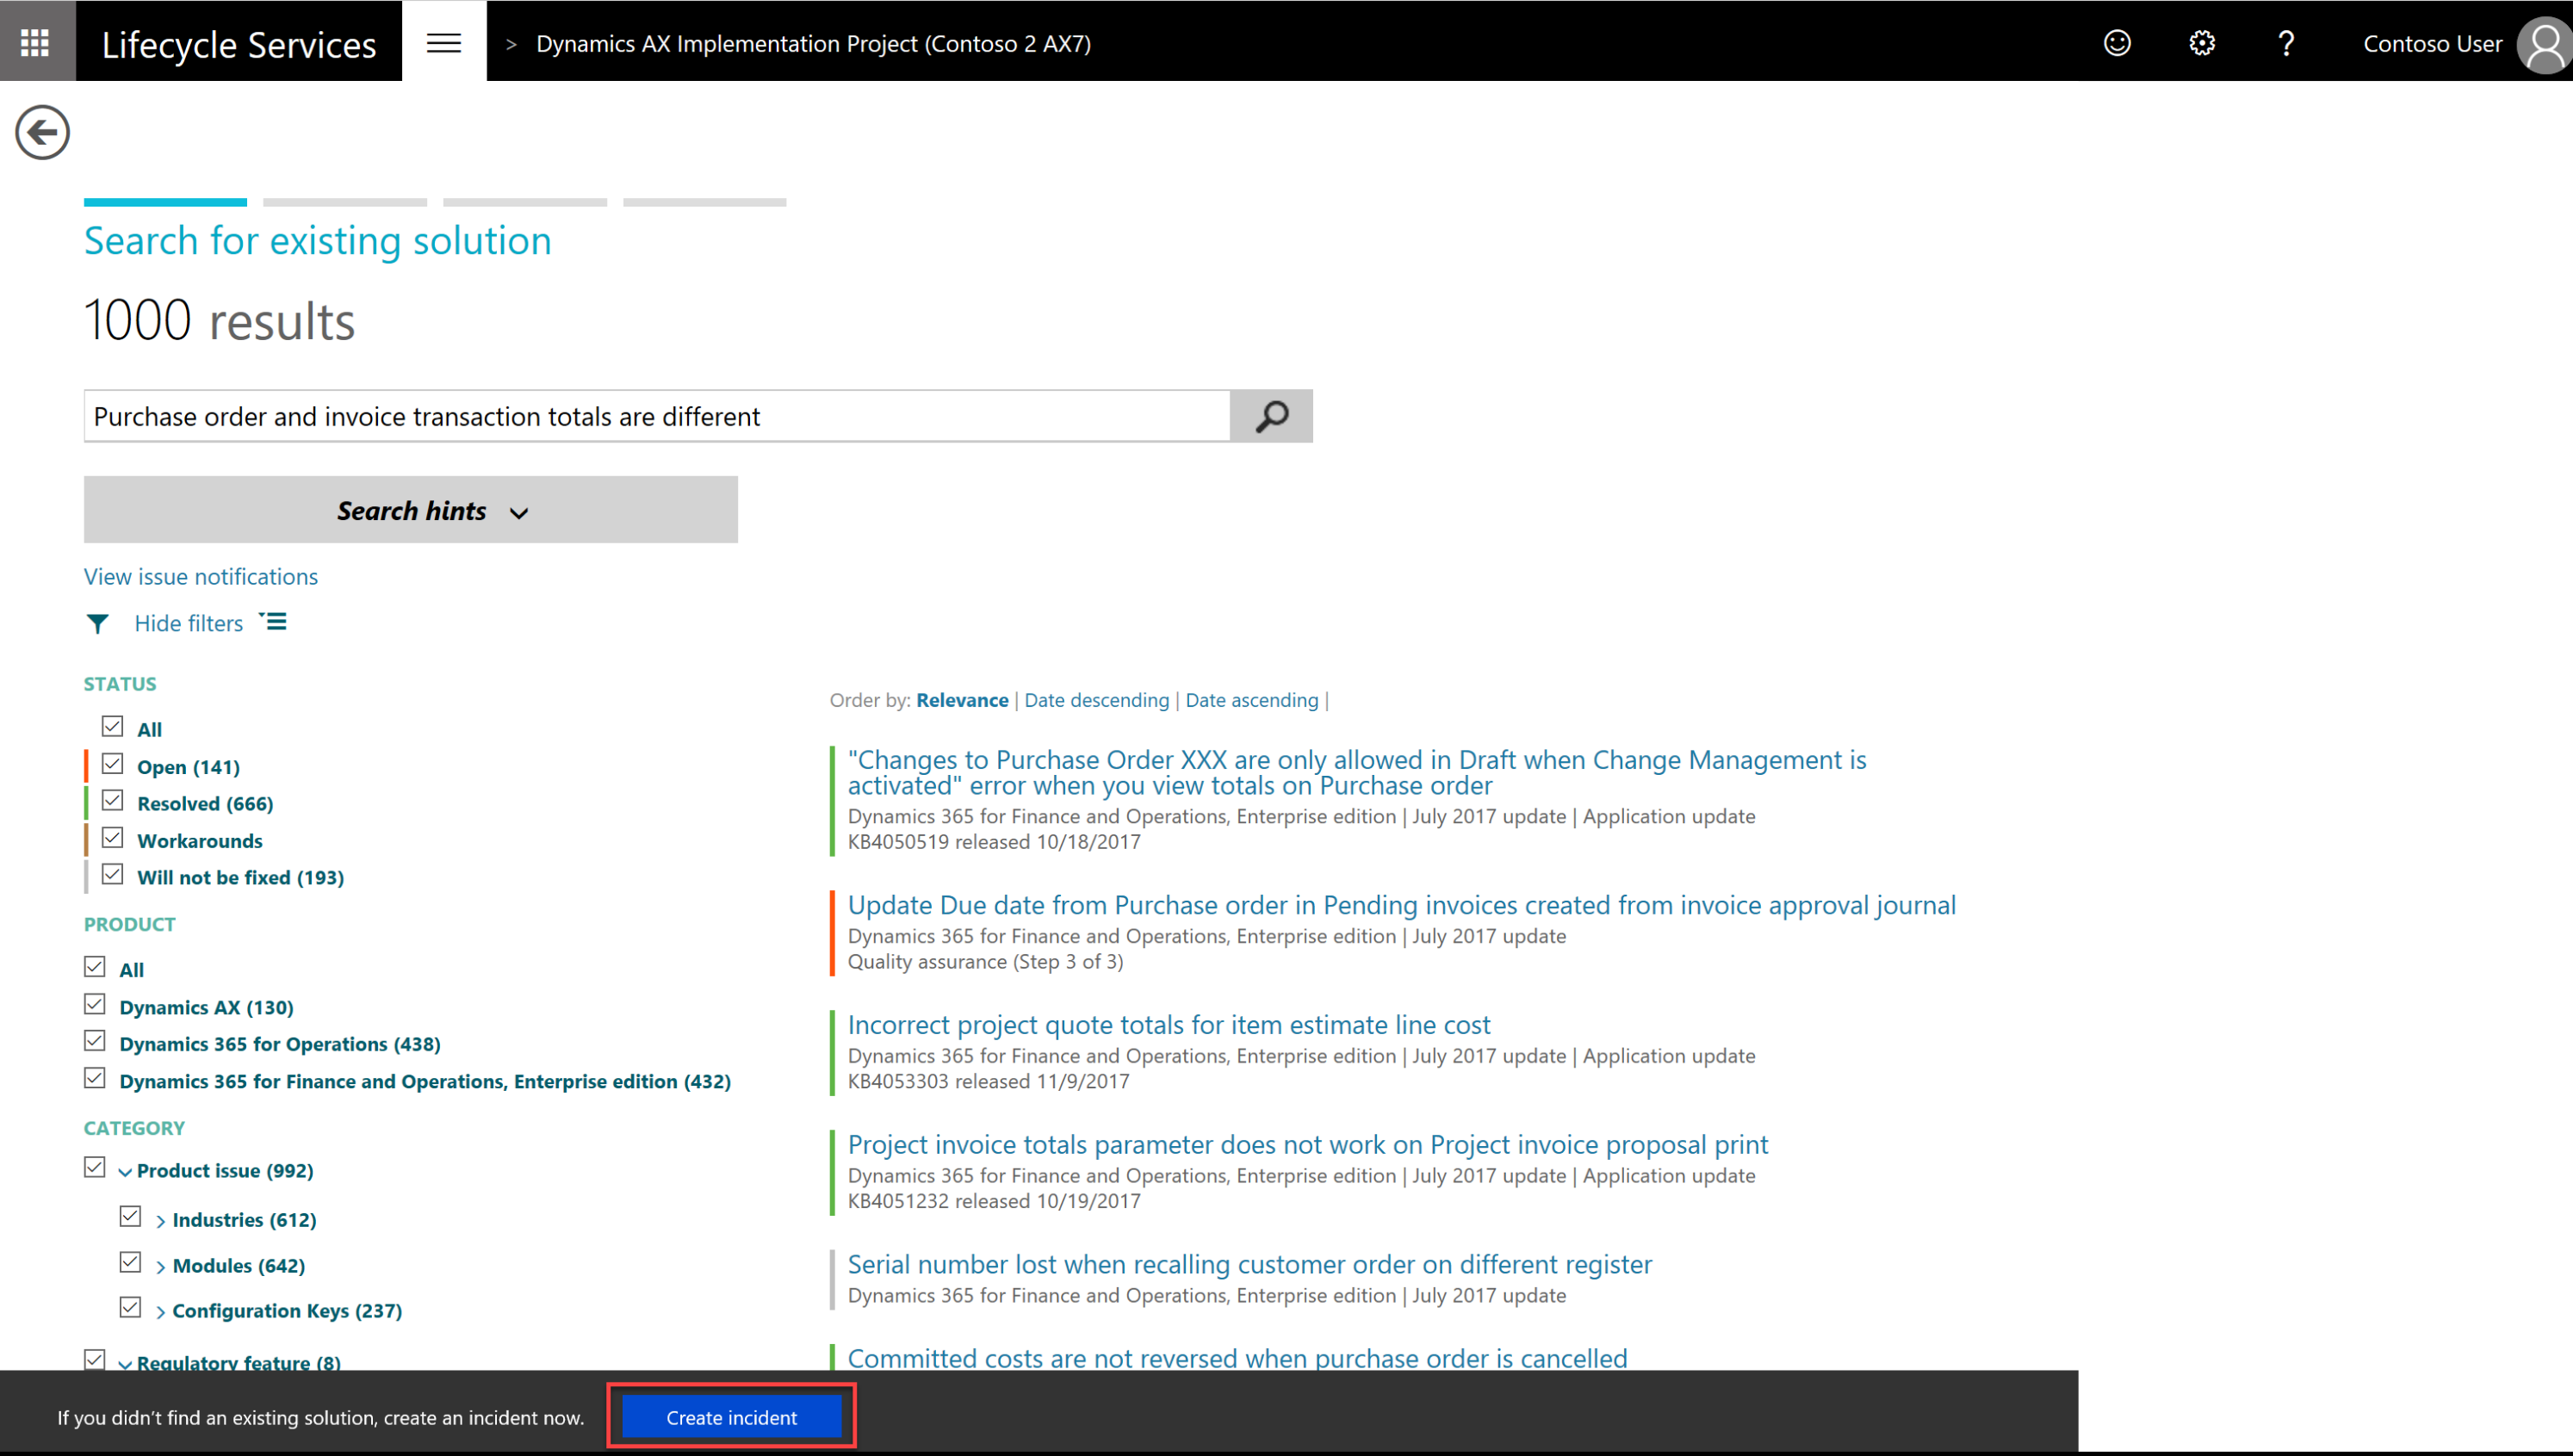 Lifecycle Services > Dynamics AX Implementation Project (Contoso 2 AX7) ? Contoso User
Search for existing solution
1000 results
Purchase order and invoice transaction totals are different
Search hints
View issue notifications
Hide filters
STATUS
All
Open (141)
Resolved (666)
Workarounds
Will not be fixed (193)
PRODUCT
All
Dynamics AX (130)
Dynamics 365 for Operations (438)
Dynamics 365 for Finance and Operations, Enterprise edition (432)
CATEGORY
Product issue (992)
Industries (612)
Modules (642)
Configuration Keys (237)
Regulatory feature (8)
Order by: Relevance | Date descending | Date ascending |
"Changes to Purchase Order XXX are only allowed in Draft when Change Management is
activated" error when you view totals on Purchase order
Dynamics 365 for Finance and Operations, Enterprise edition | July 2017 update | Application update
KB4050519 released 10/18/2017
Update Due date from Purchase order in Pending invoices created from invoice approval journal
Dynamics 365 for Finance and Operations, Enterprise edition | July 2017 update
Quality assurance (Step 3 of 3)
Incorrect project quote totals for item estimate line cost
Dynamics 365 for Finance and Operations, Enterprise edition | July 2017 update | Application update
KB4053303 released 11/9/2017
Project invoice totals parameter does not work on Project invoice proposal print
Dynamics 365 for Finance and Operations, Enterprise edition | July 2017 update | Application update
KB4051232 released 10/19/2017
Serial number lost when recalling customer order on different register
Dynamics 365 for Finance and Operations, Enterprise edition | July 2017 update
Committed costs are not reversed when purchase order is cancelled
If you didn't find an existing solution, create an incident now. Create incident